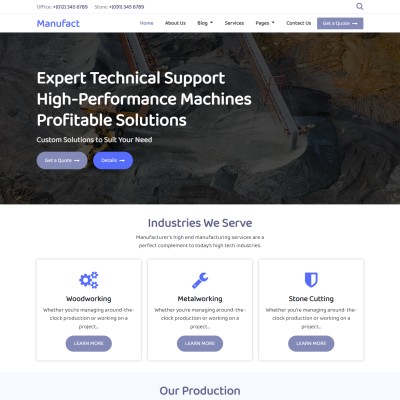 Office: +(012) 345 6789 Store: +(091) 345 6789
Manufact Home About Us Blog Services Pages Contact Us Get a Quote
Expert Technical Support
High-Performance Machines
Profitable Solutions
Custom Solutions to Suit Your Need
Get a Quote Details
Industries We Serve
Manufacturer's high end manufacturing services are a
perfect complement to today's high tech industries.
Woodworking
Whether you're managing around-the-
clock production or working on a
project...
LEARN MORE
Metalworking
Whether you're managing around-the-
clock production or working on a
project...
LEARN MORE
Stone Cutting
Whether you're managing around-the-
clock production or working on a
project...
LEARN MORE
Our Production